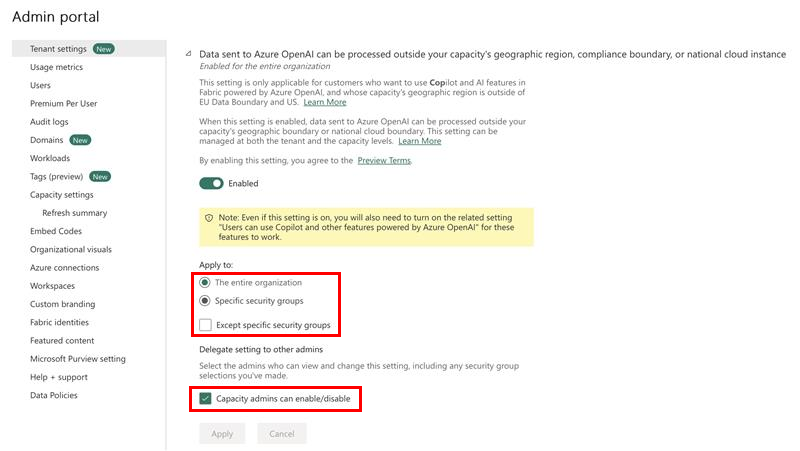 Admin portal
Tenant settings New
Usage metrics
Users
Premium Per User
Audit logs
Domains New
Workloads
Tags (preview) New
Capacity settings
Refresh summary
Embed Codes
Organizational visuals
Azure connections
Workspaces
Custom branding
Fabric identities
Featured content
Microsoft Purview setting
Help + support
Data Policies
Data sent to Azure OpenAI can be processed outside your capacity's geographic region, compliance boundary, or national cloud instance
Enabled for the entire organization
This setting is only applicable for customers who want to use Copilot and AI features in
Fabric powered by Azure OpenAI, and whose capacity's geographic region is outside of
EU Data Boundary and US. Learn More
When this setting is enabled, data sent to Azure OpenAI can be processed outside your
capacity's geographic boundary or national cloud boundary. This setting can be
managed at both the tenant and the capacity levels. Learn More
By enabling this setting, you agree to the Preview Terms.
Enabled
Note: Even if this setting is on, you will also need to turn on the related setting
"Users can use Copilot and other features powered by Azure OpenAI" for these
features to work.
Apply to:
The entire organization
Specific security groups
Except specific security groups
Delegate setting to other admins
Select the admins who can view and change this setting, including any security group
selections you've made.
Capacity admins can enable/disable
Apply Cancel